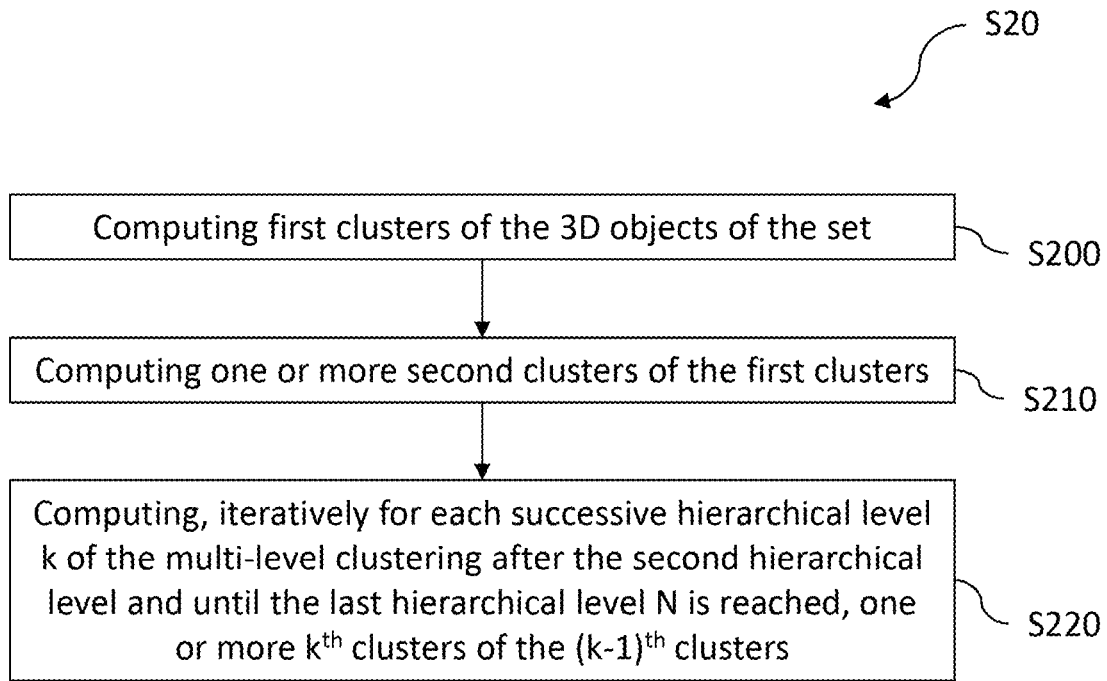 S20
Computing first clusters of the 3D objects of the set
S200
Computing one or more second clusters of the first clusters
S210
Computing, iteratively for each successive hierarchical level
k of the multi-level clustering after the second hierarchical
level and until the last hierarchical level N is reached, one
or more kth clusters of the (k-1)th clusters
S220